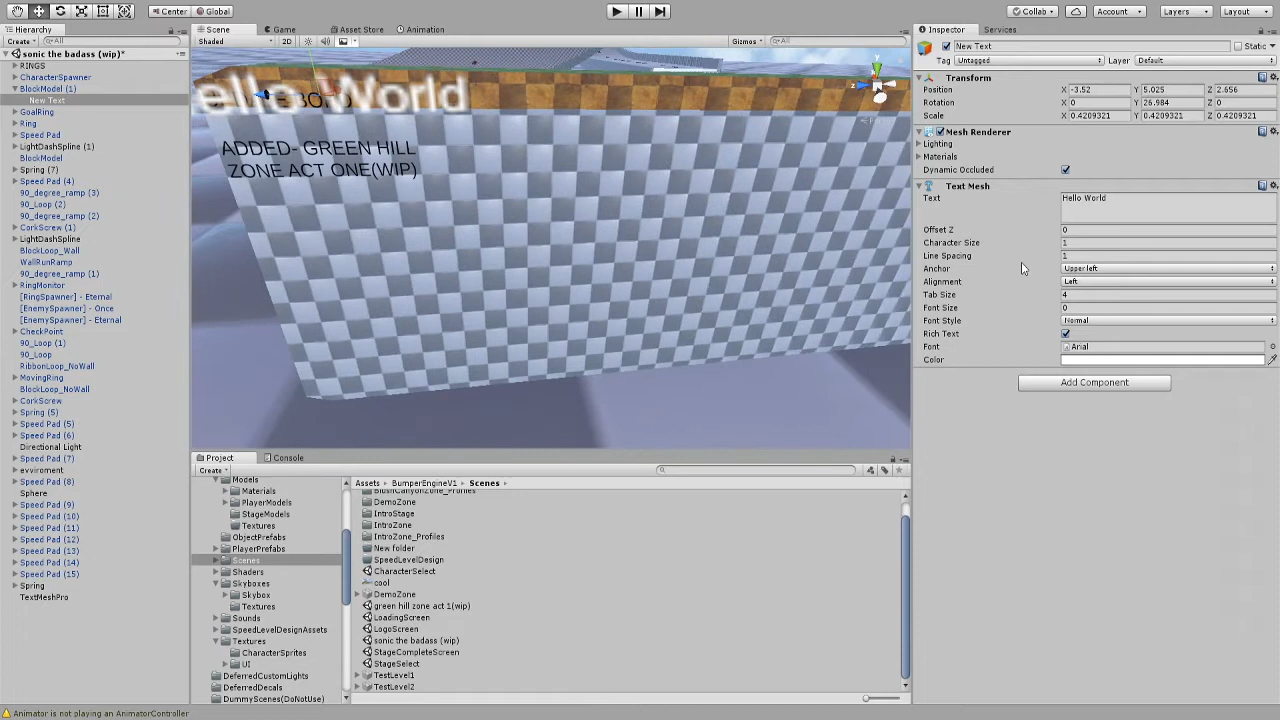 Center
Global
Collab
Account
Layers
Layout
Hierarchy
Create
All
sonic the badass (wip)*
RINGS
CharacterSpawner
BlockModel (1)
New Text
GoalRing
Ring
Speed Pad
LightDashSpline (1)
BlockModel
Spring (7)
Speed Pad (4)
90_degree_ramp (3)
90_Loop (2)
90_degree_ramp (2)
CorkScrew (1)
LightDashSpline
BlockLoop_Wall
WallRunRamp
90_degree_ramp (1)
RingMonitor
[RingSpawner] - Eternal
[EnemySpawner] - Once
[EnemySpawner] - Eternal
CheckPoint
90_Loop (1)
90_Loop
RibbonLoop_NoWall
MovingRing
BlockLoop_NoWall
CorkScrew
Spring (5)
Speed Pad (5)
Speed Pad (6)
Directional Light
Speed Pad (7)
evviroment
Speed Pad (8)
Sphere
Speed Pad (9)
Speed Pad (10)
Speed Pad (11)
Speed Pad (12)
Speed Pad (13)
Speed Pad (14)
Speed Pad (15)
Spring
TextMeshPro
Scene
Game
Asset Store
Animation
Shaded
2D
Gizmos
All
y
z
World
ADDED- GREEN HILL
ZONE ACT ONE(WIP)
Project
Console
Create
Models
Materials
PlayerModels
StageModels
Textures
ObjectPrefabs
PlayerPrefabs
Scenes
Shaders
Skyboxes
Skybox
Textures
Sounds
SpeedLevelDesignAssets
Textures
CharacterSprites
UI
DeferredCustomLights
DeferredDecals
DummyScenes(DoNotUse)
Assets
BumperEngineV1
Scenes
BlushCanyonZone_Profiles
DemoZone
IntroStage
IntroZone
IntroZone_Profiles
New folder
SpeedLevelDesign
CharacterSelect
cool
DemoZone
green hill zone act 1(wip)
LoadingScreen
LogoScreen
sonic the badass (wip)
StageCompleteScreen
StageSelect
TestLevel1
TestLevel2
Inspector
Services
New Text
Static
Tag Untagged
Layer Default
Transform
Position X -3.52 Y 5.025 Z 2.656
Rotation X 0 Y 26.984 Z 0
Scale X 0.4209321 Y 0.4209321 Z 0.4209321
Mesh Renderer
Lighting
Materials
Dynamic Occluded
Text Mesh
Text Hello World
Offset Z 0
Character Size 1
Line Spacing 1
Anchor Upper left
Alignment Left
Tab Size 4
Font Size 0
Font Style Normal
Rich Text
Font Arial
Color
Add Component
Animator is not playing an AnimatorController